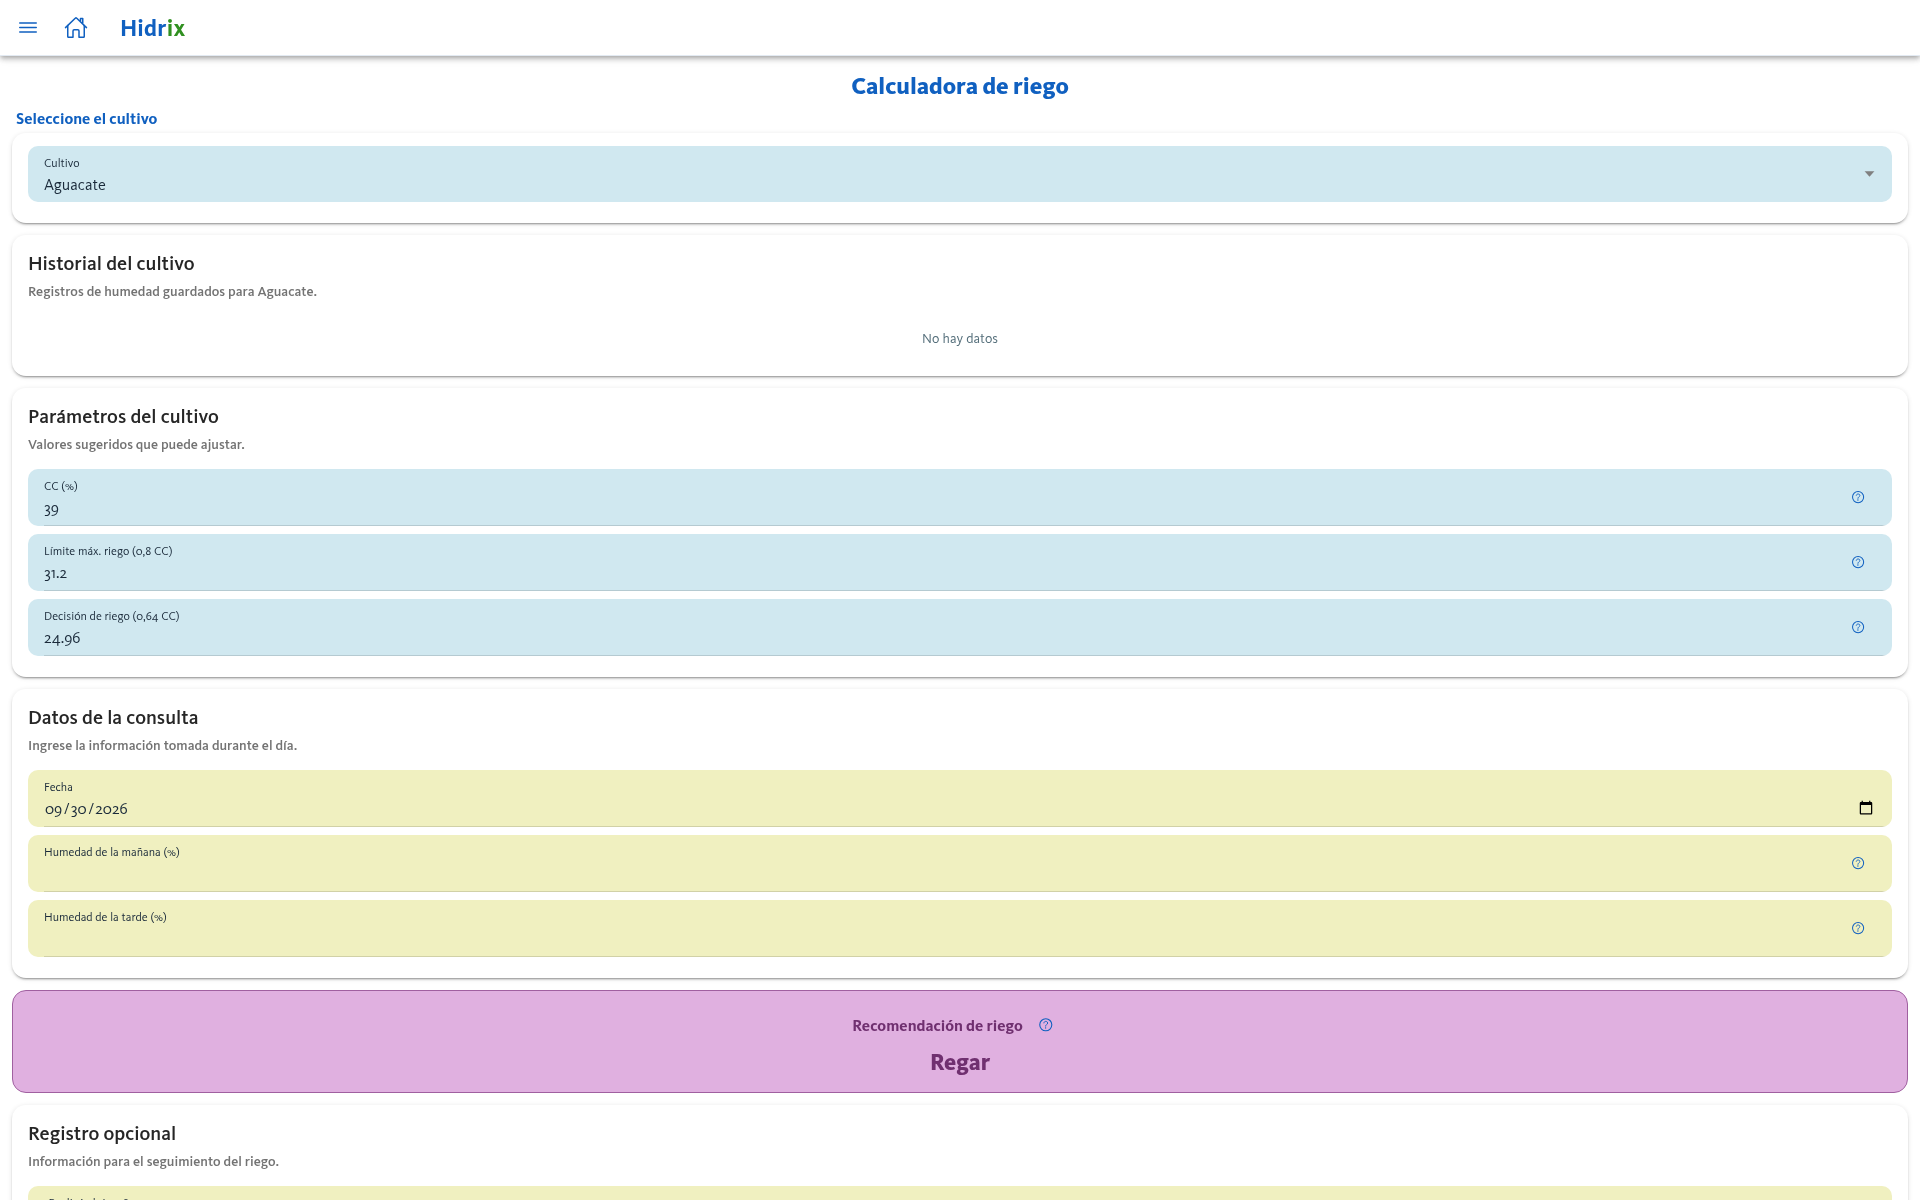 Hidrix
Calculadora de riego
Seleccione el cultivo
Cultivo
Aguacate
Historial del cultivo
Registros de humedad guardados para Aguacate.
No hay datos
Parámetros del cultivo
Valores sugeridos que puede ajustar.
CC (%)
39
Límite máx. riego (0,8 CC)
31.2
Decisión de riego (0,64 CC)
24.96
Datos de la consulta
Ingrese la información tomada durante el día.
Fecha
09/30/2026
Humedad de la mañana (%)
Humedad de la tarde (%)
Recomendación de riego
Regar
Registro opcional
Información para el seguimiento del riego.